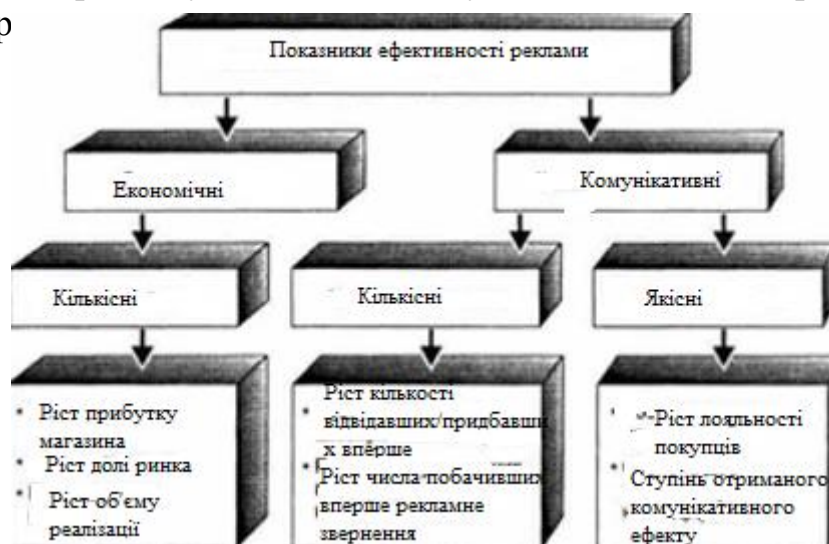 р
Показники ефективності реклами
Економічні
Комунікативні
Кількісні
Кількісні
Якісні
* Ріст прибутку
магазина
* Ріст долі ринка
* Ріст об'єму
реалізації
* Ріст кількості
відвідавших/придбавши
х вперше
* Ріст числа побачивших
вперше рекламне
звернення
* Ріст лояльності
покупців
* Ступінь отриманого
комунікативного
ефекту